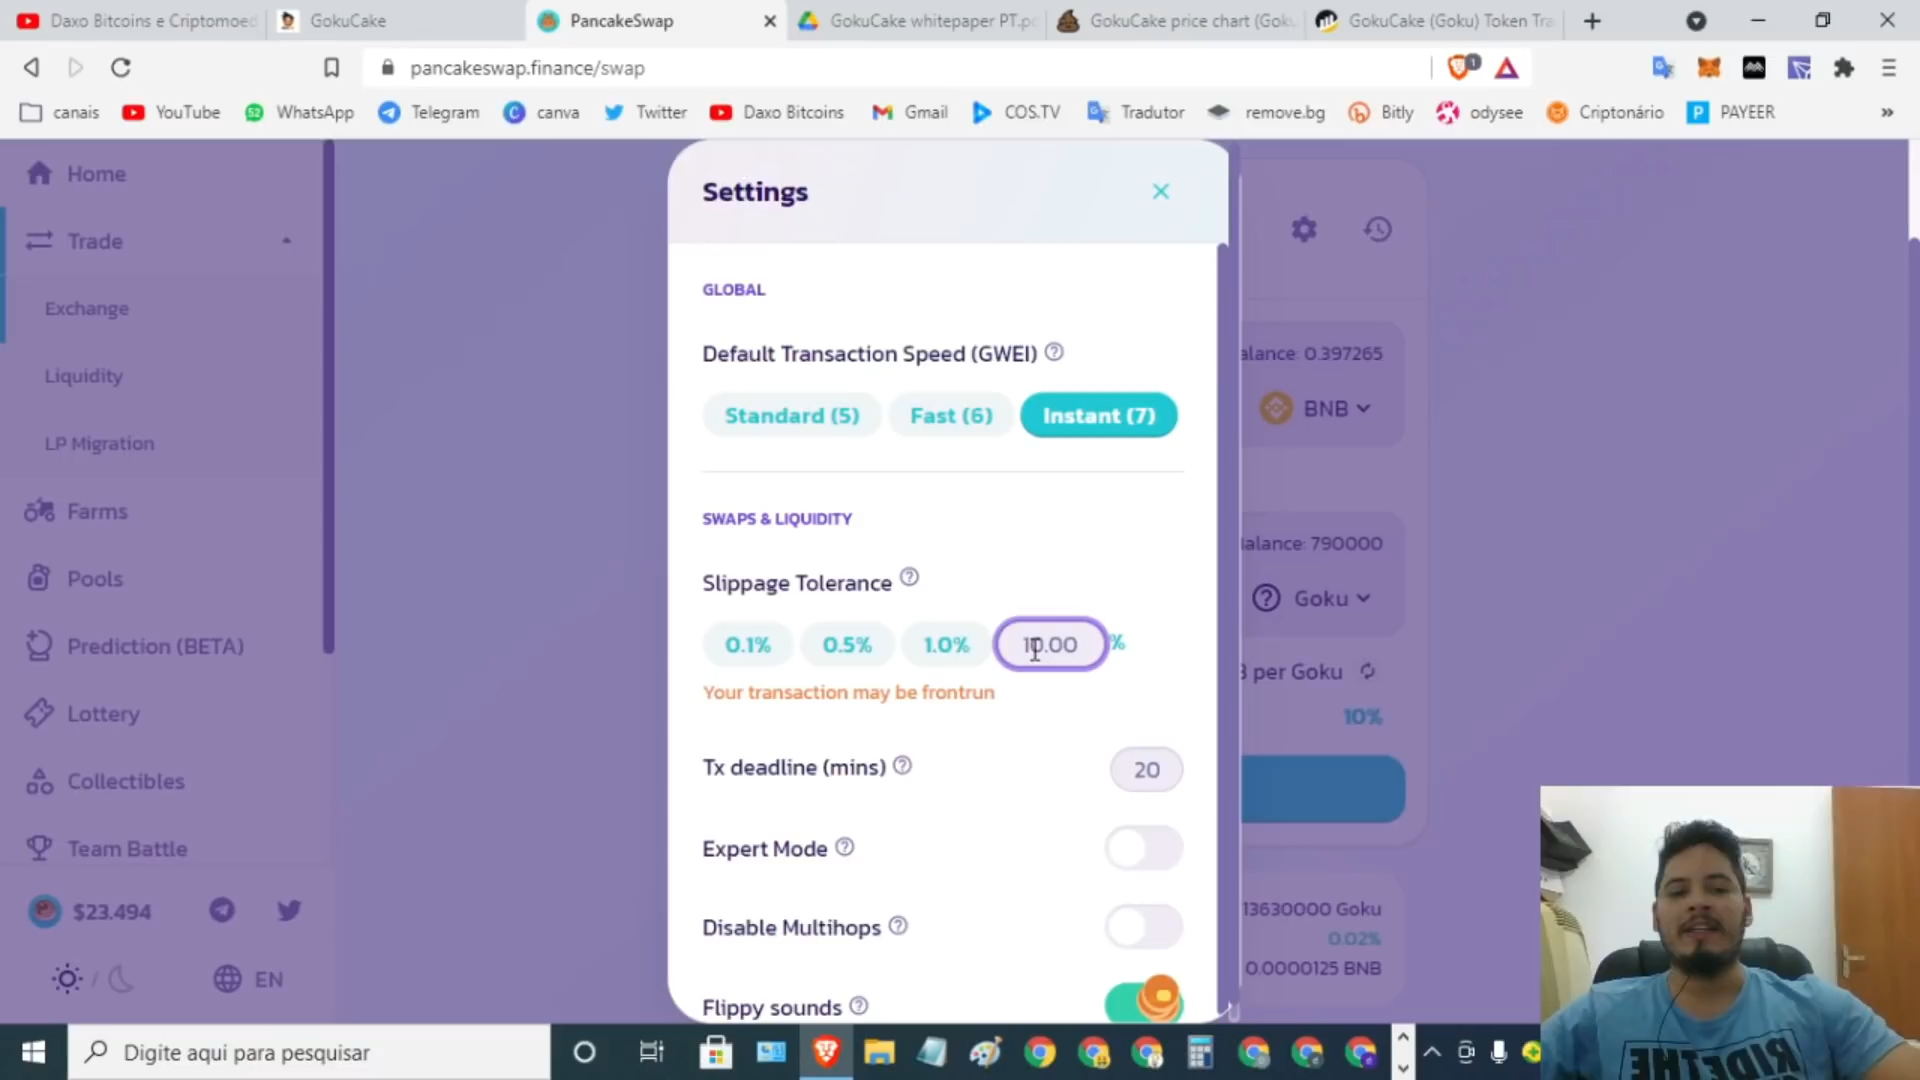 Daxo Bitcoins e Criptomoed
GokuCake
PancakeSwap
GokuCake whitepaper PT.p
GokuCake price chart (Goku
GokuCake (Goku) Token Tra
pancakeswap.finance/swap
1
canais
YouTube
WhatsApp
Telegram
canva
Twitter
Daxo Bitcoins
Gmail
COS.TV
Tradutor
remove.bg
Bitly
odysee
Criptonário
PAYEER
»
Home
Trade
Exchange
Liquidity
LP Migration
Farms
Pools
Prediction (BETA)
Lottery
Collectibles
Team Battle
$23.494
EN
Settings
GLOBAL
Default Transaction Speed (GWEI)
Standard (5)
Fast (6)
Instant (7)
SWAPS & LIQUIDITY
Slippage Tolerance
0.1%
0.5%
1.0%
10.00
%
Your transaction may be frontrun
Tx deadline (mins)
20
Expert Mode
Disable Multihops
Flippy sounds
alance: 0.397265
BNB
Balance: 790000
Goku
B per Goku
10%
13630000 Goku
0.02%
0.0000125 BNB
Digite aqui para pesquisar
RIDE THE